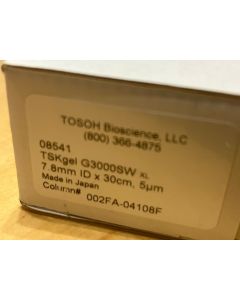 TOSOH Bioscience, LLC
(800) 366-4875
08541
TSKgel G3000SW XL
7.8mm ID x 30cm, 5µm
Made in Japan
Column# 002FA-04108F